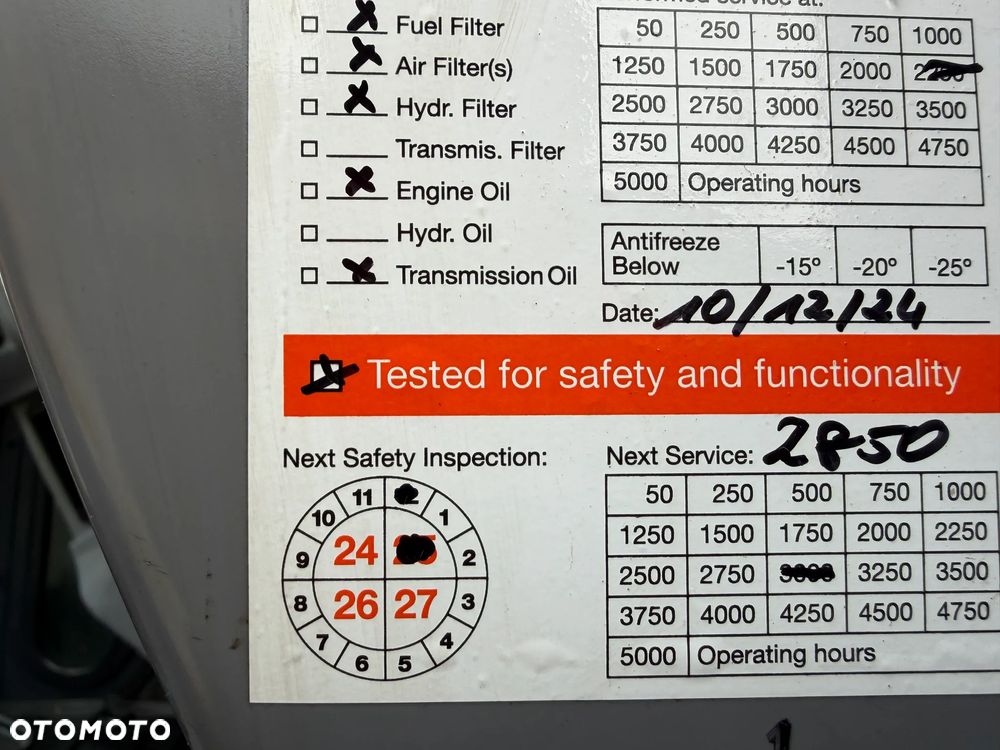 Fuel Filter
Air Filter(s)
Hydr. Filter
Transmis. Filter
Engine Oil
Hydr. Oil
Transmission Oil
service at:
50 250 500 750 1000
1250 1500 1750 2000 2250
2500 2750 3000 3250 3500
3750 4000 4250 4500 4750
5000 Operating hours
Antifreeze
Below -15° -20° -25°
Date: 10/12/24
Tested for safety and functionality
Next Safety Inspection:
11 12 1
10 2
9 24 25
8 26 27 3
7 4
6 5
Next Service: 2850
50 250 500 750 1000
1250 1500 1750 2000 2250
2500 2750 3000 3250 3500
3750 4000 4250 4500 4750
5000 Operating hours
1
OTOMOTO